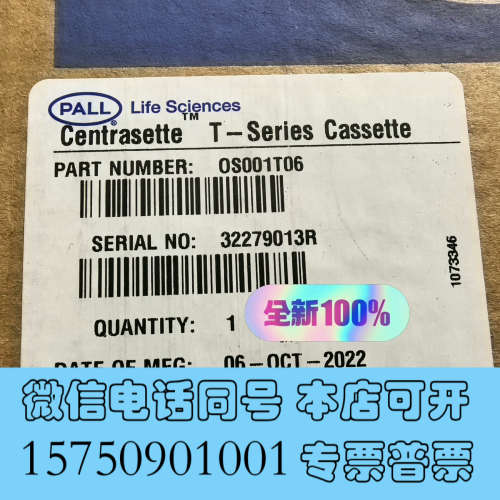 PALL Life Sciences
Centrasette™ T-Series Cassette
PART NUMBER: OS001T06
SERIAL NO: 32279013R
QUANTITY: 1
全新100%
DATE OF MFG: 06-OCT-2022
1073346
微信电话同号 本店可开
15750901001 专票普票